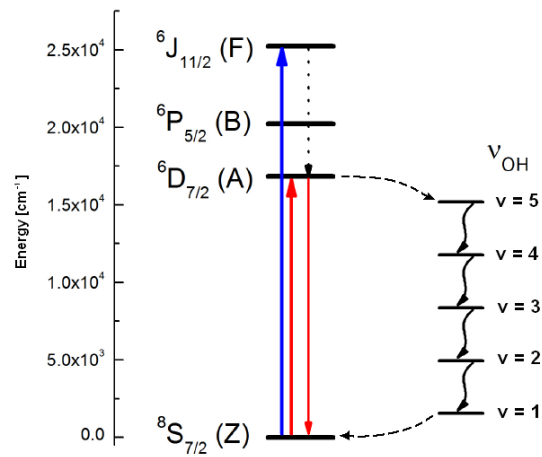 Energy [cm⁻¹]
2.5x10⁴
2.0x10⁴
1.5x10⁴
1.0x10⁴
5.0x10³
0.0
⁶J₁₁/₂ (F)
⁶P₅/₂ (B)
⁶D₇/₂ (A)
⁸S₇/₂ (Z)
νOH
v = 5
v = 4
v = 3
v = 2
v = 1